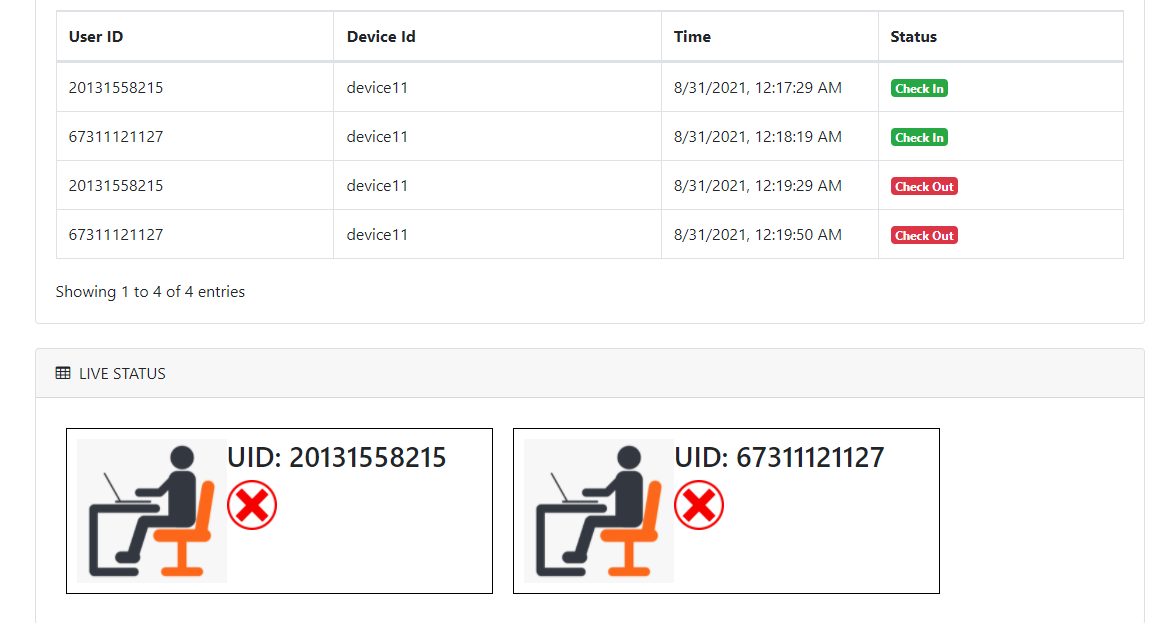 User ID Device Id Time Status
20131558215 device11 8/31/2021, 12:17:29 AM Check In
67311121127 device11 8/31/2021, 12:18:19 AM Check In
20131558215 device11 8/31/2021, 12:19:29 AM Check Out
67311121127 device11 8/31/2021, 12:19:50 AM Check Out
Showing 1 to 4 of 4 entries
LIVE STATUS
UID: 20131558215
UID: 67311121127